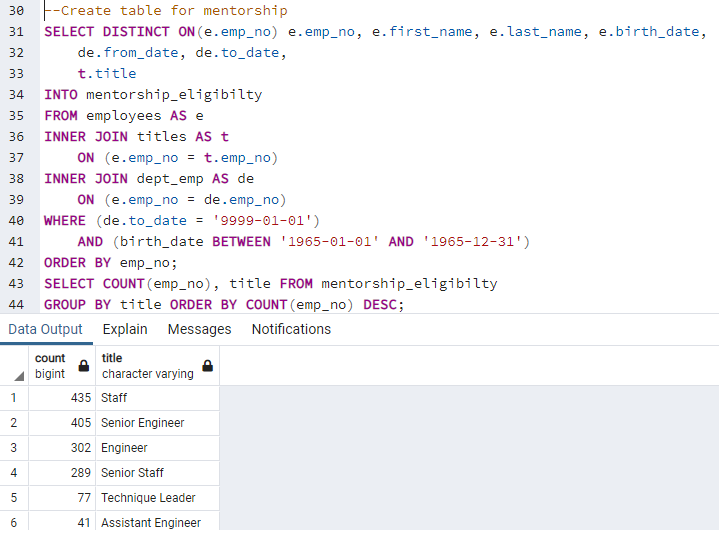 30 --Create table for mentorship
31 SELECT DISTINCT ON(e.emp_no) e.emp_no, e.first_name, e.last_name, e.birth_date,
32 de.from_date, de.to_date,
33 t.title
34 INTO mentorship_eligibilty
35 FROM employees AS e
36 INNER JOIN titles AS t
37 ON (e.emp_no = t.emp_no)
38 INNER JOIN dept_emp AS de
39 ON (e.emp_no = de.emp_no)
40 WHERE (de.to_date = '9999-01-01')
41 AND (birth_date BETWEEN '1965-01-01' AND '1965-12-31')
42 ORDER BY emp_no;
43 SELECT COUNT(emp_no), title FROM mentorship_eligibilty
44 GROUP BY title ORDER BY COUNT(emp_no) DESC;
Data Output Explain Messages Notifications
count title
bigint character varying
1 435 Staff
2 405 Senior Engineer
3 302 Engineer
4 289 Senior Staff
5 77 Technique Leader
6 41 Assistant Engineer